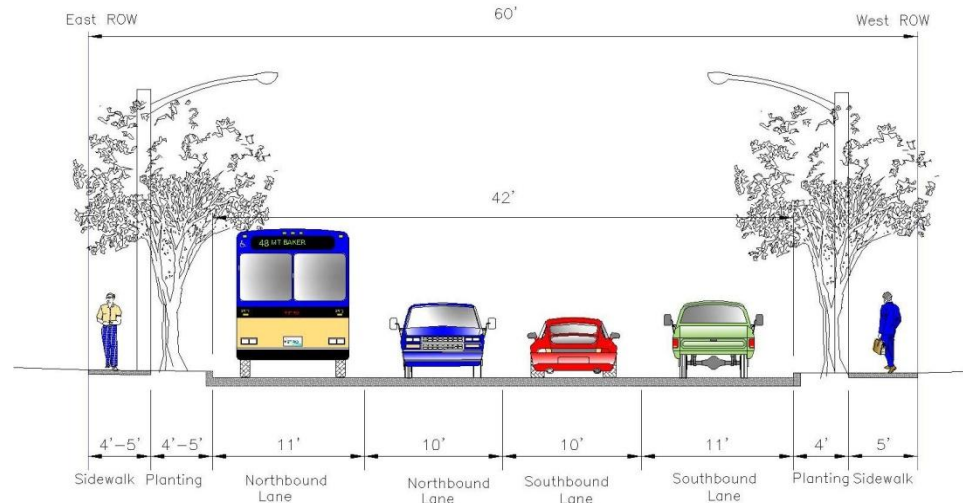 East ROW
60'
West ROW
42'
48 MT BAKER
4'-5'
4'-5'
11'
10'
10'
11'
4'
5'
Sidewalk
Planting
Northbound
Lane
Northbound
Lane
Southbound
Lane
Southbound
Lane
Planting
Sidewalk